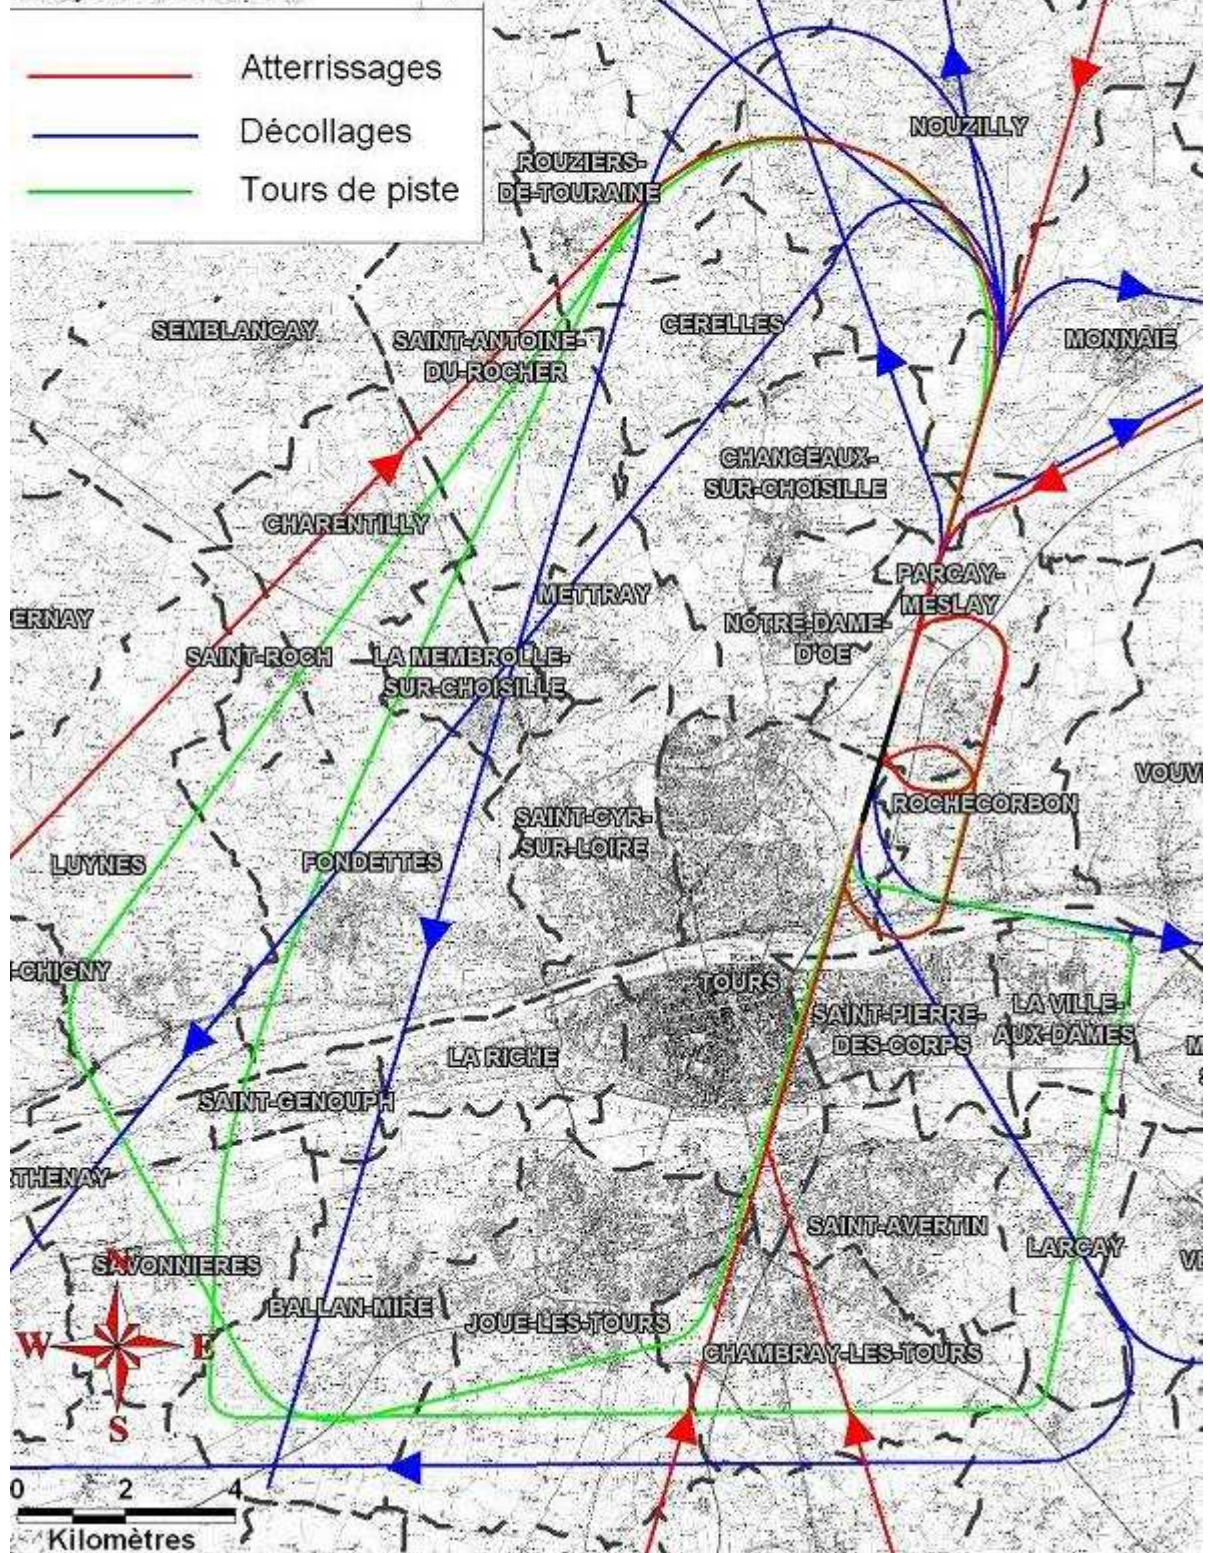 Atterrissages
Décollages
Tours de piste
NOUZILLY
ROUZIERS-
DE-TOURAINE
SEMBLANCAY
SAINT-ANTOINE-
DU-ROCHER
CERELLES
MONNAIE
CHANCEAUX-
SUR-CHOISILLE
CHARENTILLY
PARCAY-
MESLAY
METTRAY
ERNAY
NOTRE-DAME-
D'OE
SAINT-ROCH
LA MEMBROLLE-
SUR-CHOISILLE
VOUV
ROCHECORBON
SAINT-CYR-
SUR-LOIRE
LUYNES
FONDETTES
-CHIGNY
TOURS
SAINT-PIERRE-
DES-CORPS
LA VILLE-
AUX-DAMES
LA RICHE
M
SAINT-GENOUPH
RTHENAY
SAINT-AVERTIN
LARCAY
VE
SAVONNIERES
BALLAN-MIRE
JOUE-LES-TOURS
CHAMBRAY-LES-TOURS
N
W E
S
0 2 4
Kilomètres